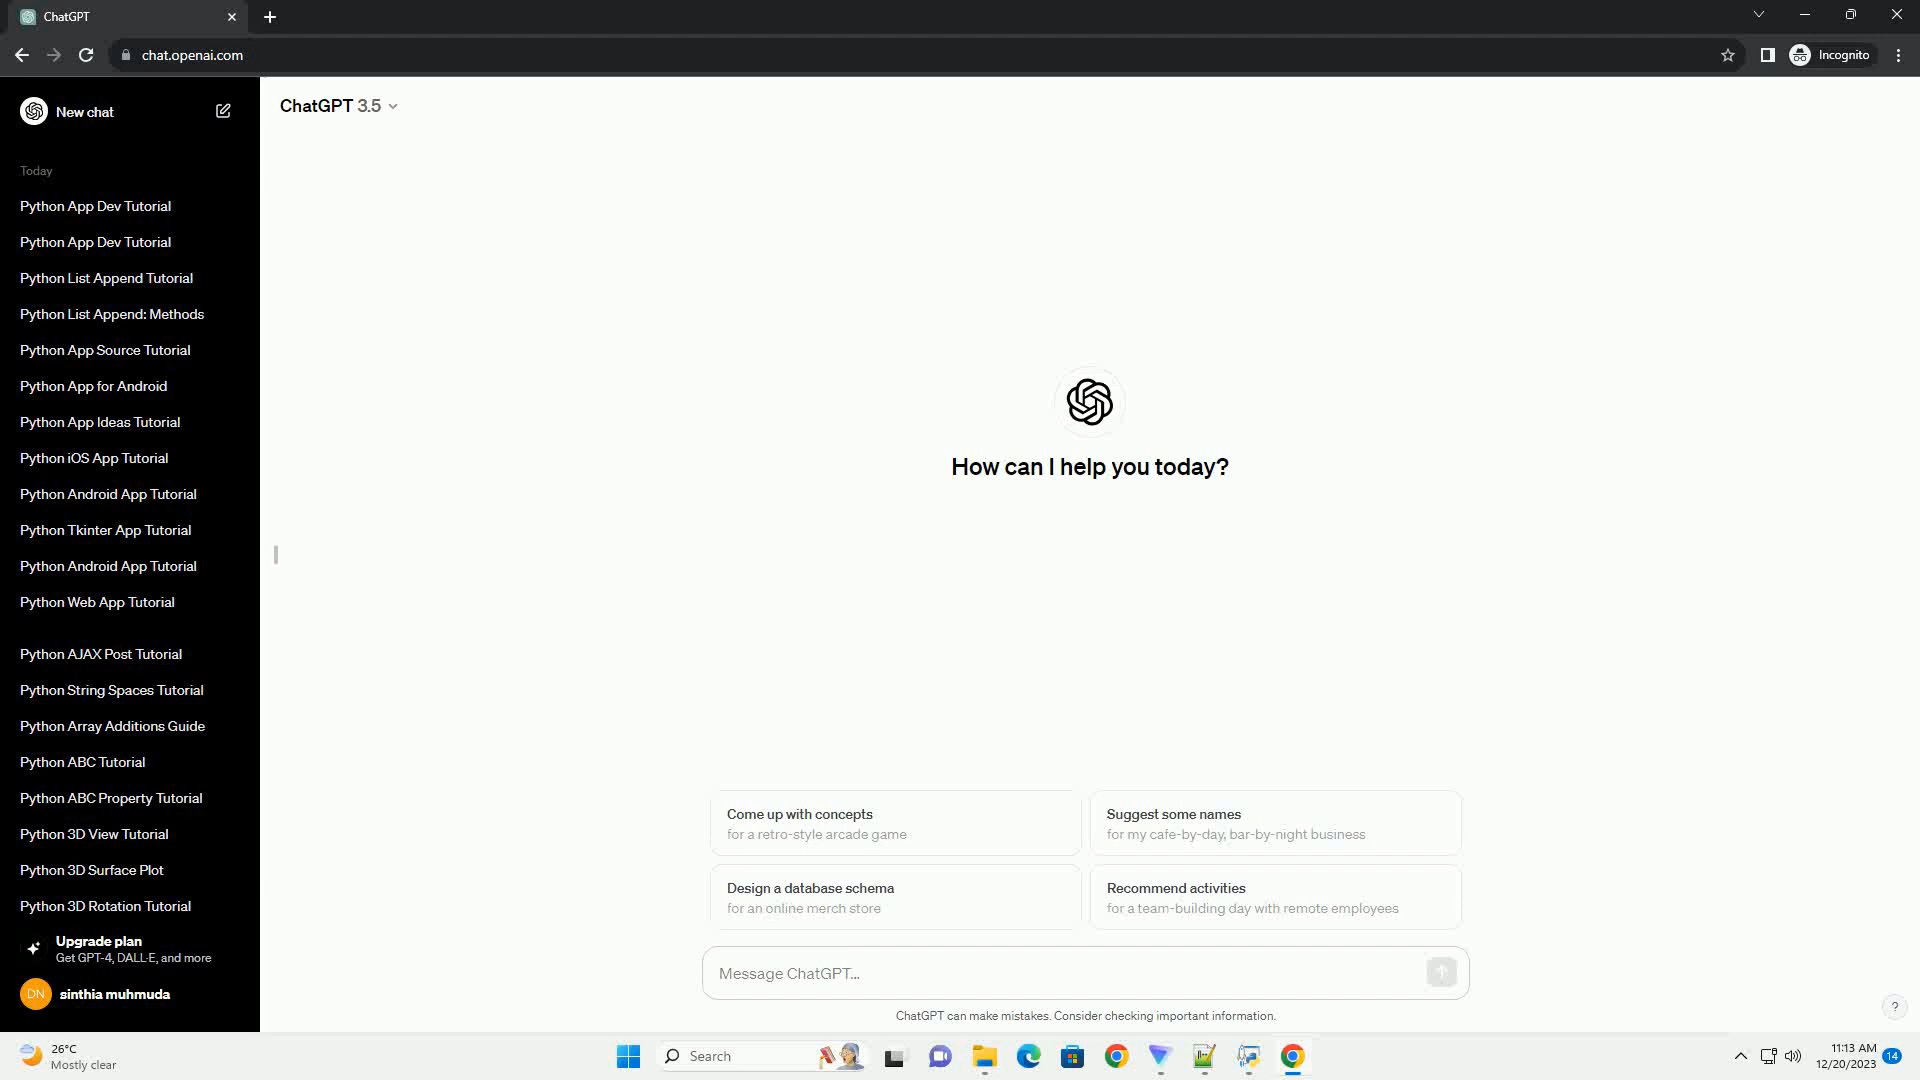 ChatGPT
chat.openai.com
Incognito
New chat
ChatGPT 3.5
Today
Python App Dev Tutorial
Python App Dev Tutorial
Python List Append Tutorial
Python List Append: Methods
Python App Source Tutorial
Python App for Android
Python App Ideas Tutorial
Python iOS App Tutorial
Python Android App Tutorial
Python Tkinter App Tutorial
Python Android App Tutorial
Python Web App Tutorial
Python AJAX Post Tutorial
Python String Spaces Tutorial
Python Array Additions Guide
Python ABC Tutorial
Python ABC Property Tutorial
Python 3D View Tutorial
Python 3D Surface Plot
Python 3D Rotation Tutorial
Upgrade plan
Get GPT-4, DALL·E, and more
DN
sinthia muhmuda
How can I help you today?
Come up with concepts
for a retro-style arcade game
Suggest some names
for my cafe-by-day, bar-by-night business
Design a database schema
for an online merch store
Recommend activities
for a team-building day with remote employees
Message ChatGPT...
ChatGPT can make mistakes. Consider checking important information.
?
26°C
Mostly clear
Search
11:13 AM
12/20/2023
14